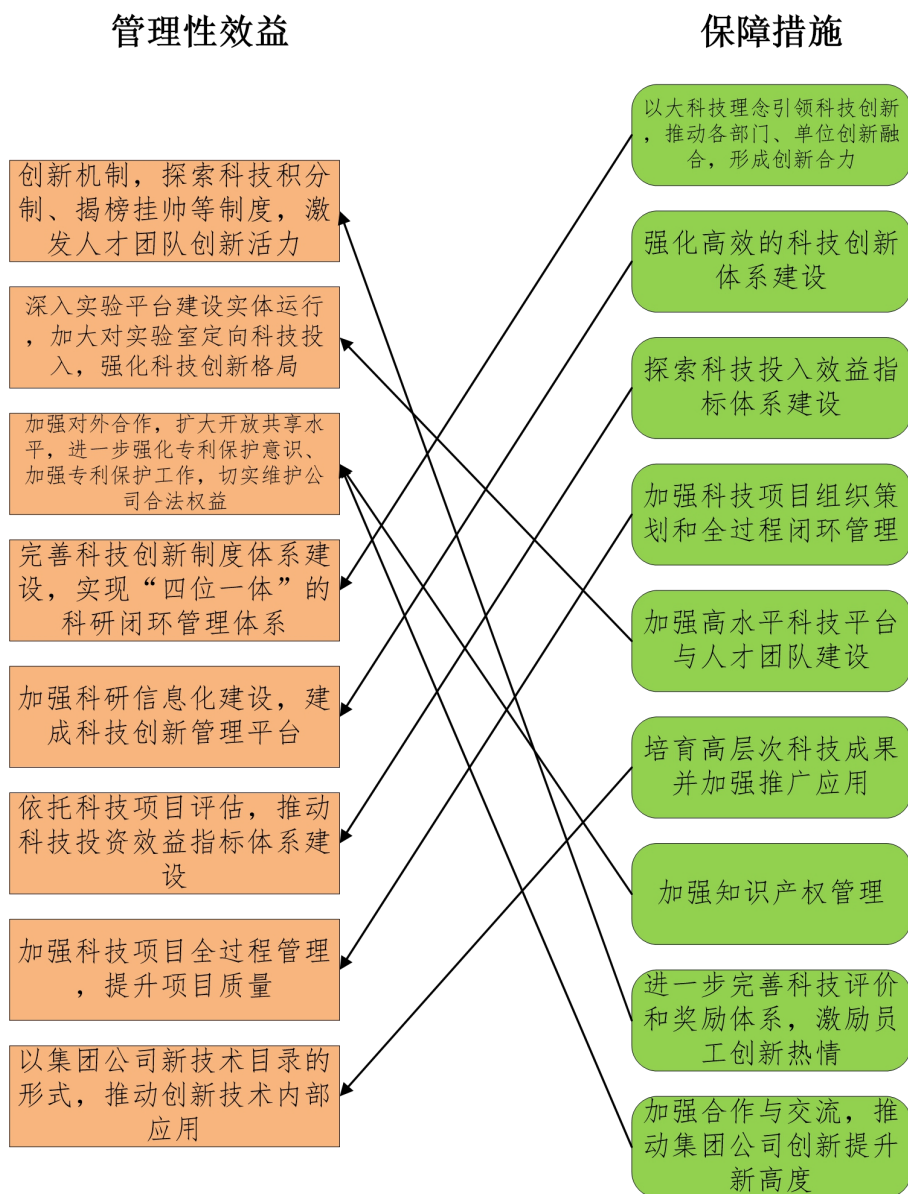 管理性效益
创新机制，探索科技积分
制、揭榜挂帅等制度，激
发人才团队创新活力
深入实验平台建设实体运行
，加大对实验室定向科技投
入，强化科技创新格局
加强对外合作，扩大开放共享水
平，进一步强化专利保护意识、
加强专利保护工作，切实维护公
司合法权益
完善科技创新制度体系建
设，实现“四位一体”的
科研闭环管理体系
加强科研信息化建设，建
成科技创新管理平台
依托科技项目评估，推动
科技投资效益指标体系建
设
加强科技项目全过程管理
，提升项目质量
以集团公司新技术目录的
形式，推动创新技术内部
应用
保障措施
以大科技理念引领科技创新
，推动各部门、单位创新融
合，形成创新合力
强化高效的科技创新
体系建设
探索科技投入效益指
标体系建设
加强科技项目组织策
划和全过程闭环管理
加强高水平科技平台
与人才团队建设
培育高层次科技成果
并加强推广应用
加强知识产权管理
进一步完善科技评价
和奖励体系，激励员
工创新热情
加强合作与交流，推
动集团公司创新提升
新高度